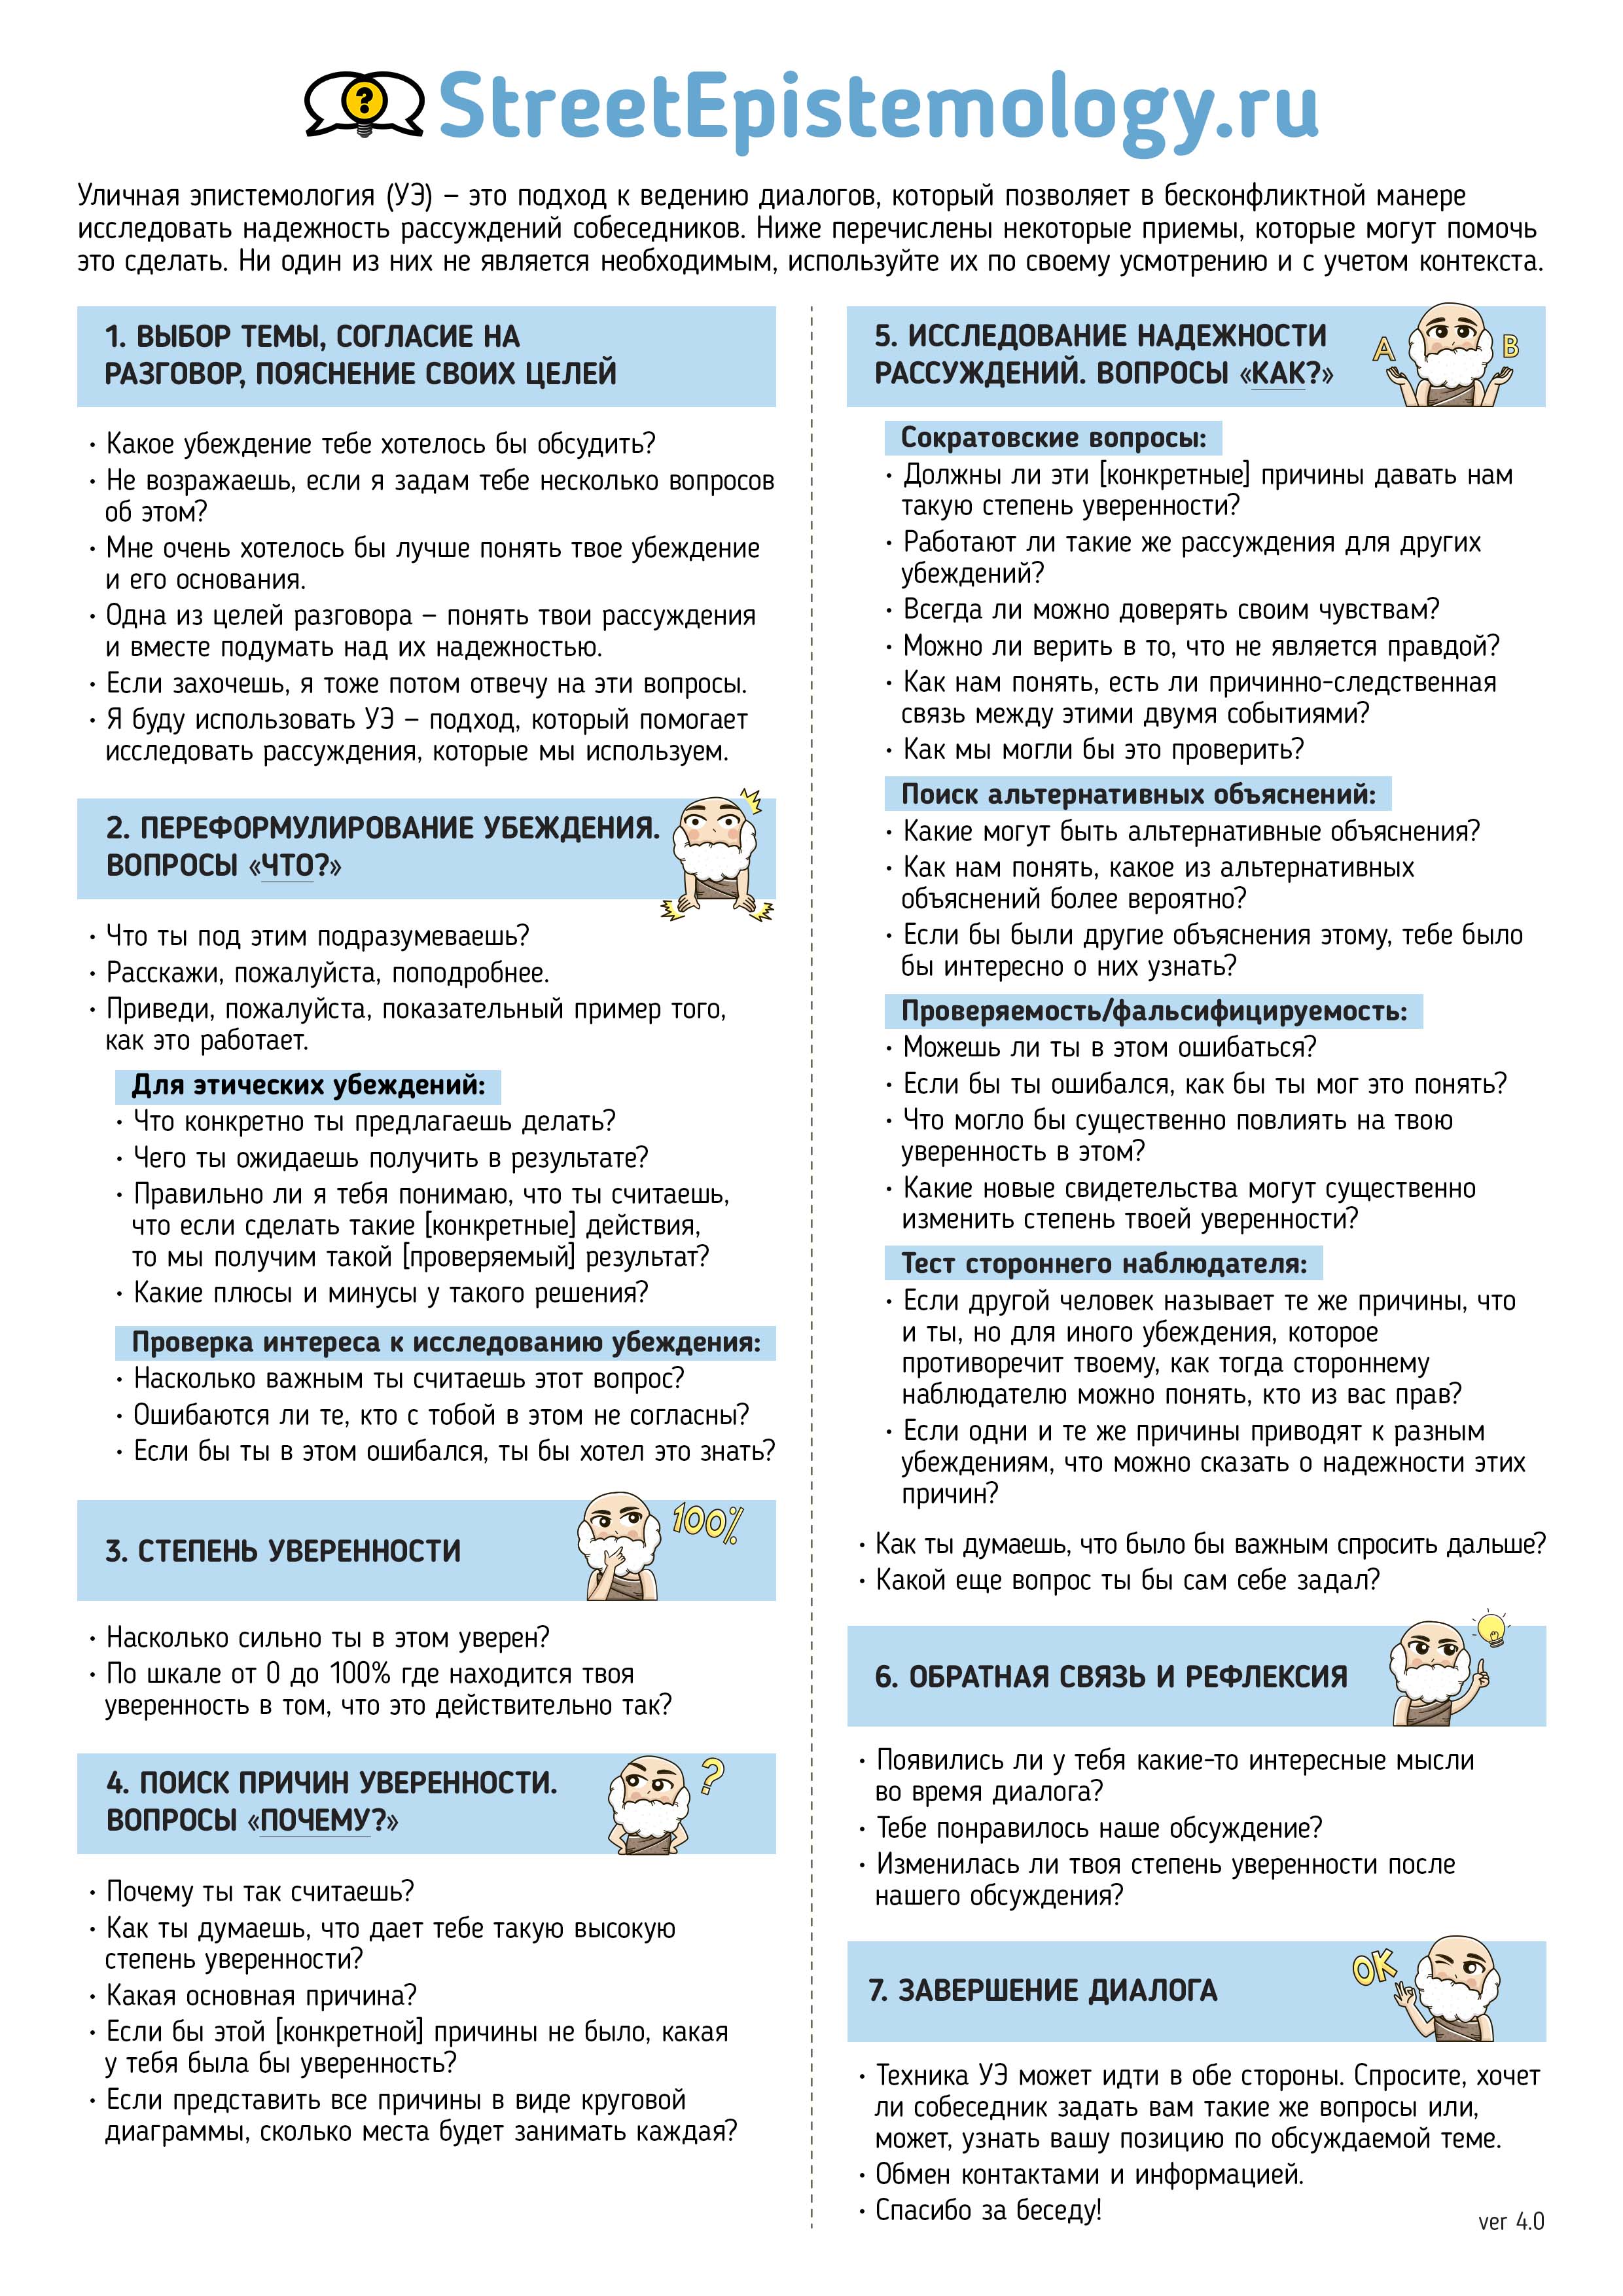 StreetEpistemology.ru
Уличная эпистемология (УЭ) – это подход к ведению диалогов, который позволяет в бесконфликтной манере
исследовать надежность рассуждений собеседников. Ниже перечислены некоторые приемы, которые могут помочь
это сделать. Ни один из них не является необходимым, используйте их по своему усмотрению и с учетом контекста.
1. ВЫБОР ТЕМЫ, СОГЛАСИЕ НА
РАЗГОВОР, ПОЯСНЕНИЕ СВОИХ ЦЕЛЕЙ
· Какое убеждение тебе хотелось бы обсудить?
· Не возражаешь, если я задам тебе несколько вопросов
об этом?
· Мне очень хотелось бы лучше понять твое убеждение
и его основания.
· Одна из целей разговора – понять твои рассуждения
и вместе подумать над их надежностью.
· Если захочешь, я тоже потом отвечу на эти вопросы.
· Я буду использовать УЭ – подход, который помогает
исследовать рассуждения, которые мы используем.
2. ПЕРЕФОРМУЛИРОВАНИЕ УБЕЖДЕНИЯ.
ВОПРОСЫ «ЧТО?»
· Что ты под этим подразумеваешь?
· Расскажи, пожалуйста, поподробнее.
· Приведи, пожалуйста, показательный пример того,
как это работает.
Для этических убеждений:
· Что конкретно ты предлагаешь делать?
· Чего ты ожидаешь получить в результате?
· Правильно ли я тебя понимаю, что ты считаешь,
что если сделать такие [конкретные] действия,
то мы получим такой [проверяемый] результат?
· Какие плюсы и минусы у такого решения?
Проверка интереса к исследованию убеждения:
· Насколько важным ты считаешь этот вопрос?
· Ошибаются ли те, кто с тобой в этом не согласны?
· Если бы ты в этом ошибался, ты бы хотел это знать?
3. СТЕПЕНЬ УВЕРЕННОСТИ
100%
· Насколько сильно ты в этом уверен?
· По шкале от 0 до 100% где находится твоя
уверенность в том, что это действительно так?
4. ПОИСК ПРИЧИН УВЕРЕННОСТИ.
ВОПРОСЫ «ПОЧЕМУ?»
?
· Почему ты так считаешь?
· Как ты думаешь, что дает тебе такую высокую
степень уверенности?
· Какая основная причина?
· Если бы этой [конкретной] причины не было, какая
у тебя была бы уверенность?
· Если представить все причины в виде круговой
диаграммы, сколько места будет занимать каждая?
5. ИССЛЕДОВАНИЕ НАДЕЖНОСТИ
РАССУЖДЕНИЙ. ВОПРОСЫ «КАК?»
A B
Сократовские вопросы:
· Должны ли эти [конкретные] причины давать нам
такую степень уверенности?
· Работают ли такие же рассуждения для других
убеждений?
· Всегда ли можно доверять своим чувствам?
· Можно ли верить в то, что не является правдой?
· Как нам понять, есть ли причинно-следственная
связь между этими двумя событиями?
· Как мы могли бы это проверить?
Поиск альтернативных объяснений:
· Какие могут быть альтернативные объяснения?
· Как нам понять, какое из альтернативных
объяснений более вероятно?
· Если бы были другие объяснения этому, тебе было
бы интересно о них узнать?
Проверяемость/фальсифицируемость:
· Можешь ли ты в этом ошибаться?
· Если бы ты ошибался, как бы ты мог это понять?
· Что могло бы существенно повлиять на твою
уверенность в этом?
· Какие новые свидетельства могут существенно
изменить степень твоей уверенности?
Тест стороннего наблюдателя:
· Если другой человек называет те же причины, что
и ты, но для иного убеждения, которое
противоречит твоему, как тогда стороннему
наблюдателю можно понять, кто из вас прав?
· Если одни и те же причины приводят к разным
убеждениям, что можно сказать о надежности этих
причин?
· Как ты думаешь, что было бы важным спросить дальше?
· Какой еще вопрос ты бы сам себе задал?
6. ОБРАТНАЯ СВЯЗЬ И РЕФЛЕКСИЯ
· Появились ли у тебя какие-то интересные мысли
во время диалога?
· Тебе понравилось наше обсуждение?
· Изменилась ли твоя степень уверенности после
нашего обсуждения?
7. ЗАВЕРШЕНИЕ ДИАЛОГА
OK
· Техника УЭ может идти в обе стороны. Спросите, хочет
ли собеседник задать вам такие же вопросы или,
может, узнать вашу позицию по обсуждаемой теме.
· Обмен контактами и информацией.
· Спасибо за беседу!
ver 4.0